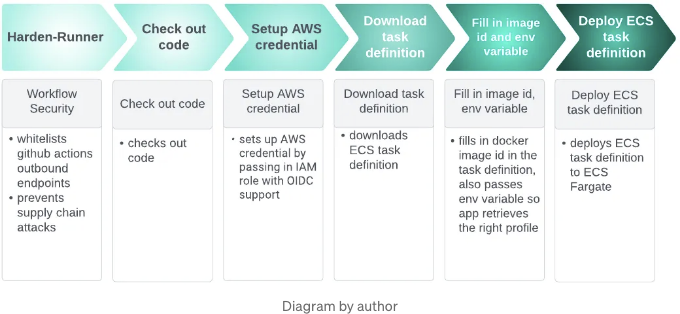 Harden-Runner
Check out
code
Setup AWS
credential
Download
task
definition
Fill in image
id and env
variable
Deploy ECS
task
definition
Workflow
Security
• whitelists
github actions
outbound
endpoints
• prevents
supply chain
attacks
Check out code
• checks out
code
Setup AWS
credential
• sets up AWS
credential by
passing in IAM
role with OIDC
support
Download task
definition
• downloads
ECS task
definition
Fill in image id,
env variable
• fills in docker
image id in the
task definition,
also passes
env variable so
app retrieves
the right profile
Deploy ECS
task definition
• deploys ECS
task definition
to ECS
Fargate
Diagram by author